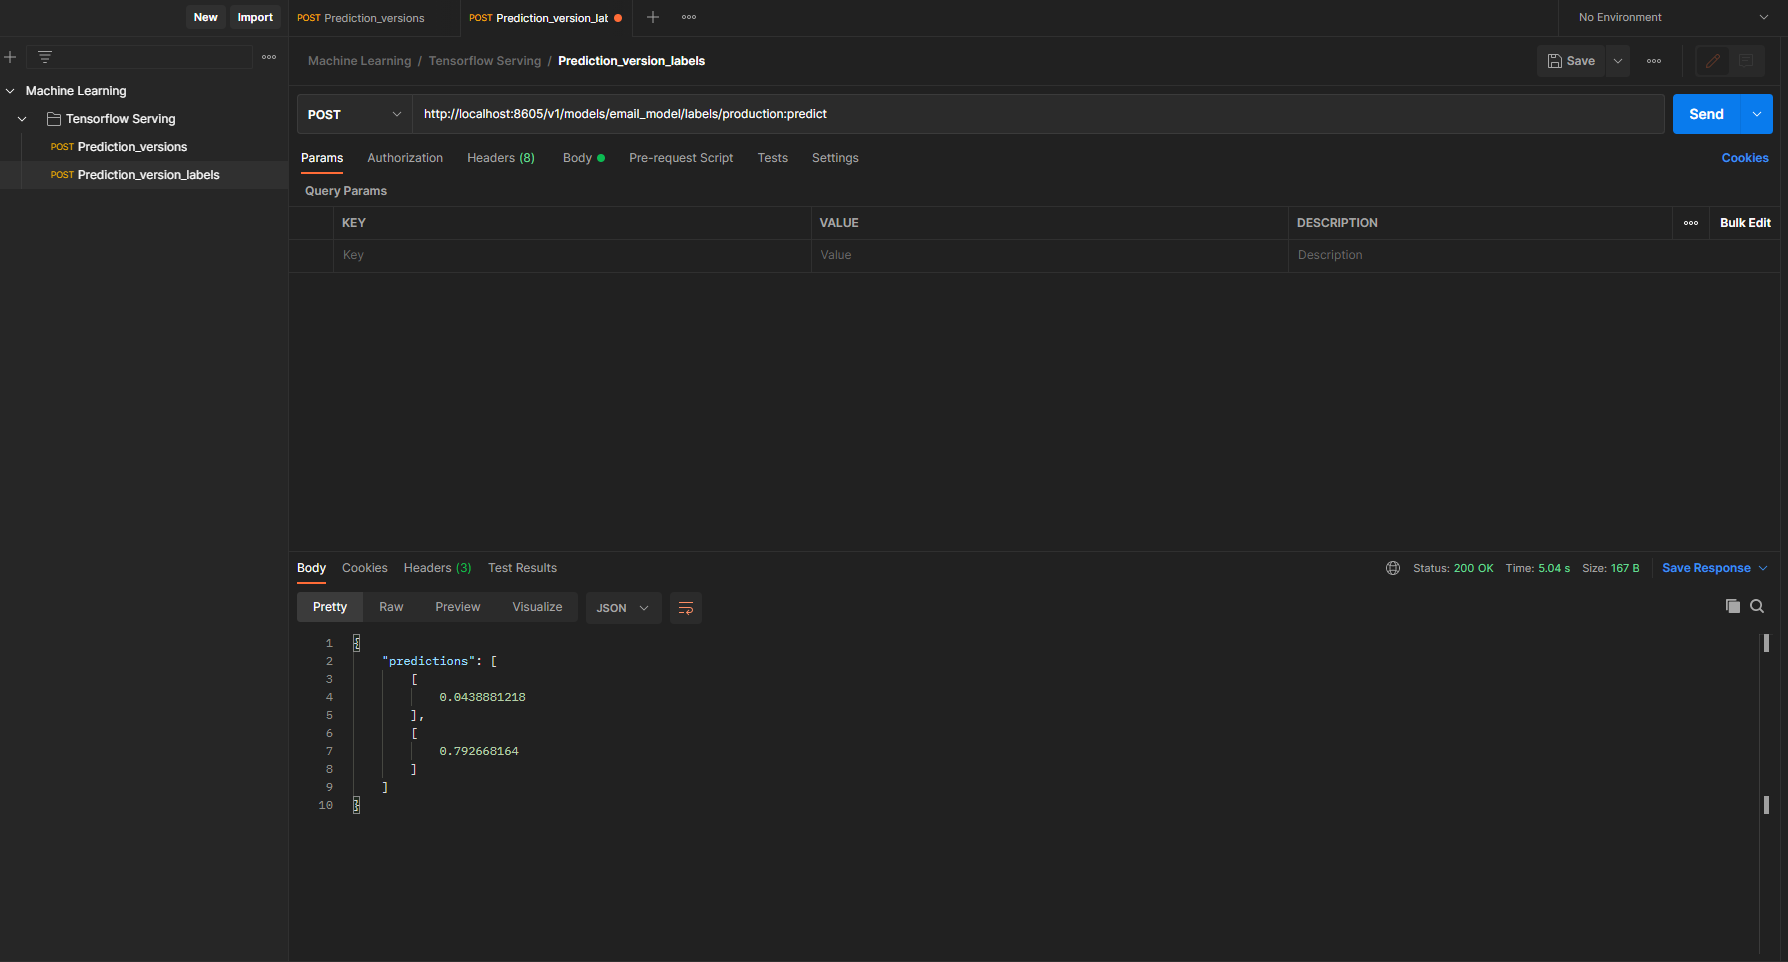 New Import
POST Prediction_versions
POST Prediction_version_lat
No Environment
Machine Learning / Tensorflow Serving / Prediction_version_labels
Save
Machine Learning
Tensorflow Serving
POST Prediction_versions
POST Prediction_version_labels
POST http://localhost:8605/v1/models/email_model/labels/production:predict Send
Params Authorization Headers (8) Body Pre-request Script Tests Settings Cookies
Query Params
KEY VALUE DESCRIPTION Bulk Edit
Key Value Description
Body Cookies Headers (3) Test Results Status: 200 OK Time: 5.04 s Size: 167 B Save Response
Pretty Raw Preview Visualize JSON
1 {
2 "predictions": [
3 [
4 0.0438881218
5 ],
6 [
7 0.792668164
8 ]
9 ]
10 }